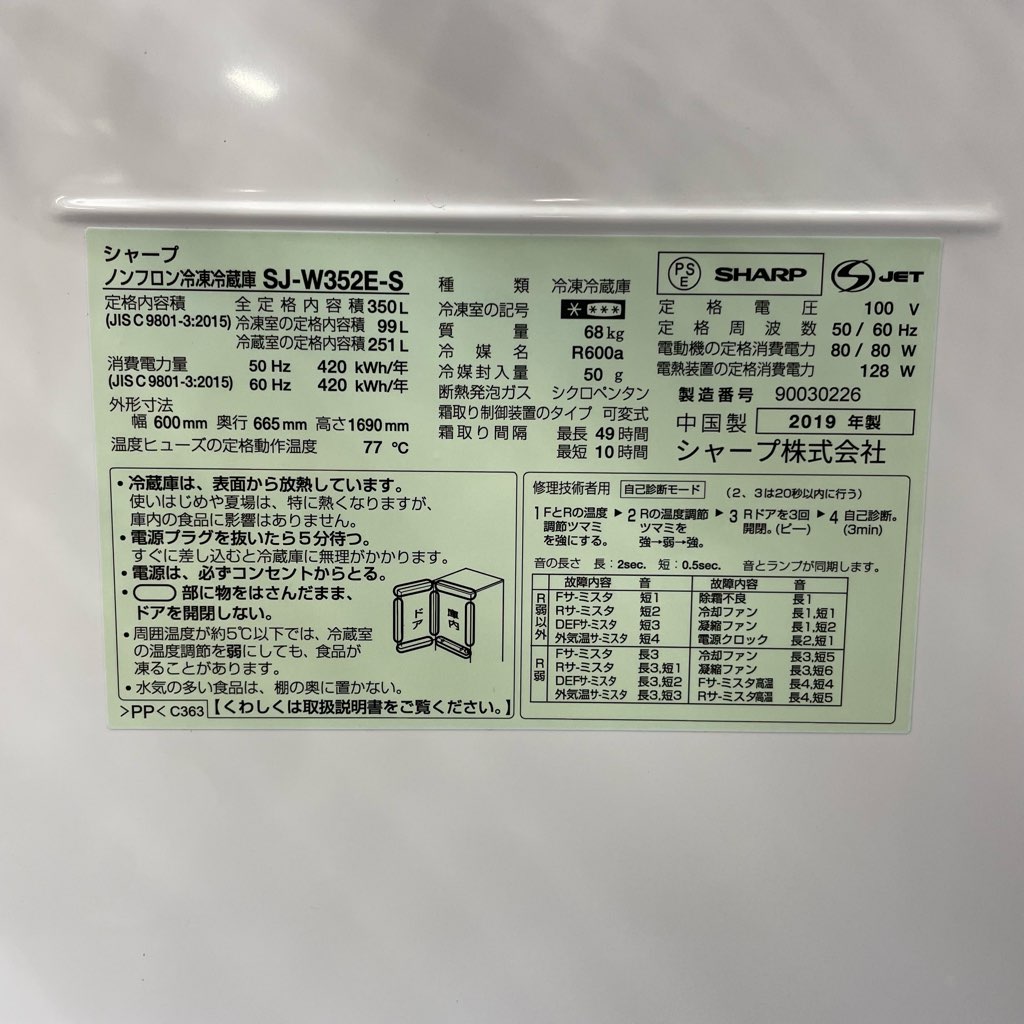 シャープ
ノンフロン冷凍冷蔵庫 SJ-W352E-S
定格内容積 全定格内容積 350 L
(JIS C 9801-3:2015) 冷凍室の定格内容積 99 L
冷蔵室の定格内容積 251 L
消費電力量 50 Hz 420 kWh/年
(JIS C 9801-3:2015) 60 Hz 420 kWh/年
外形寸法
幅 600 mm 奥行 665 mm 高さ 1690 mm
温度ヒューズの定格動作温度 77 ℃
種類 冷凍冷蔵庫
冷凍室の記号 * ***
質量 68 kg
冷媒名 R600a
冷媒封入量 50 g
断熱発泡ガス シクロペンタン
霜取り制御装置のタイプ 可変式
霜取り間隔 最長 49 時間
最短 10 時間
PSE SHARP S JET
定格電圧 100 V
定格周波数 50 / 60 Hz
電動機の定格消費電力 80 / 80 W
電熱装置の定格消費電力 128 W
製造番号 90030226
中国製 2019 年製
シャープ株式会社
・冷蔵庫は、表面から放熱しています。
使いはじめや夏場は、特に熱くなりますが、
庫内の食品に影響はありません。
・電源プラグを抜いたら5分待つ。
すぐに差し込むと冷蔵庫に無理がかかります。
・電源は、必ずコンセントからとる。
・ 部に物をはさんだまま、
ドアを開閉しない。
・周囲温度が約5℃以下では、冷蔵室
の温度調節を弱にしても、食品が
凍ることがあります。
・水気の多い食品は、棚の奥に置かない。
ドア 庫内
>PP< C363 【くわしくは取扱説明書をご覧ください。】
修理技術者用 自己診断モード (2、3は20秒以内に行う)
1 FとRの温度 ▶ 2 Rの温度調節 ▶ 3 Rドアを3回 ▶ 4 自己診断。
調節ツマミ ツマミを 開閉。(ピー) (3min)
を強にする。 強→弱→強。
音の長さ 長:2sec. 短:0.5sec. 音とランプが同期します。
故障内容 音 故障内容 音
R弱以外 Fサーミスタ 短1 除霜不良 長1
Rサーミスタ 短2 冷却ファン 長1, 短1
DEFサーミスタ 短3 凝縮ファン 長1, 短2
外気温サーミスタ 短4 電源クロック 長2, 短1
R弱 Fサーミスタ 長3 冷却ファン 長3, 短5
Rサーミスタ 長3, 短1 凝縮ファン 長3, 短6
DEFサーミスタ 長3, 短2 Fサーミスタ高温 長4, 短4
外気温サーミスタ 長3, 短3 Rサーミスタ高温 長4, 短5